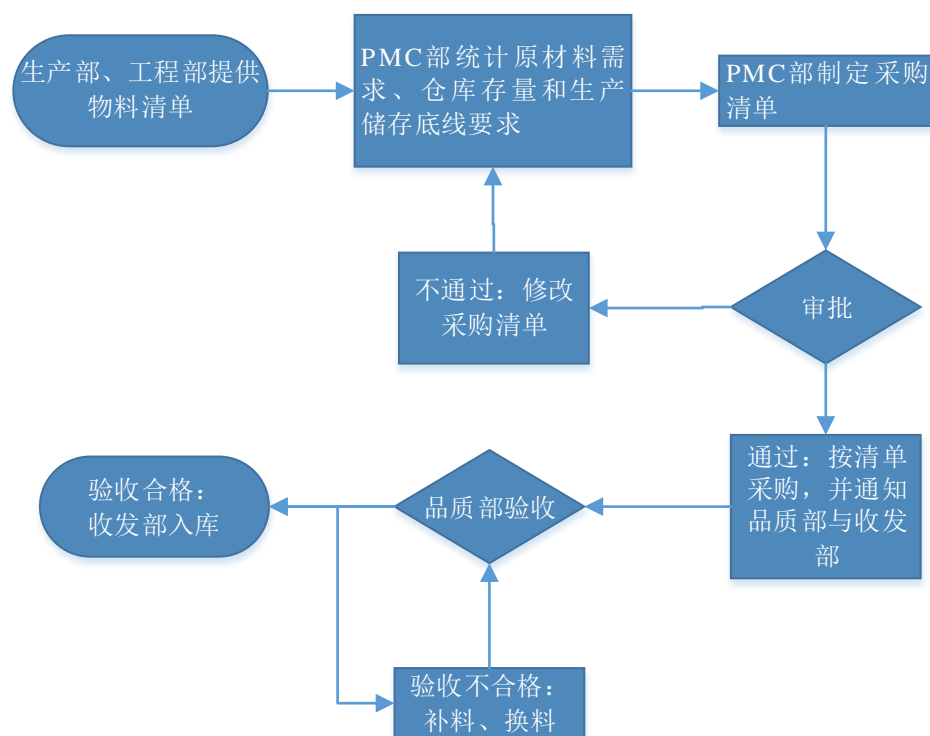 生产部、工程部提供
物料清单
PMC部统计原材料需
求、仓库存量和生产
储存底线要求
PMC部制定采购
清单
不通过：修改
采购清单
审批
验收合格：
收发部入库
品质部验收
通过：按清单
采购，并通知
品质部与收发
部
验收不合格：
补料、换料